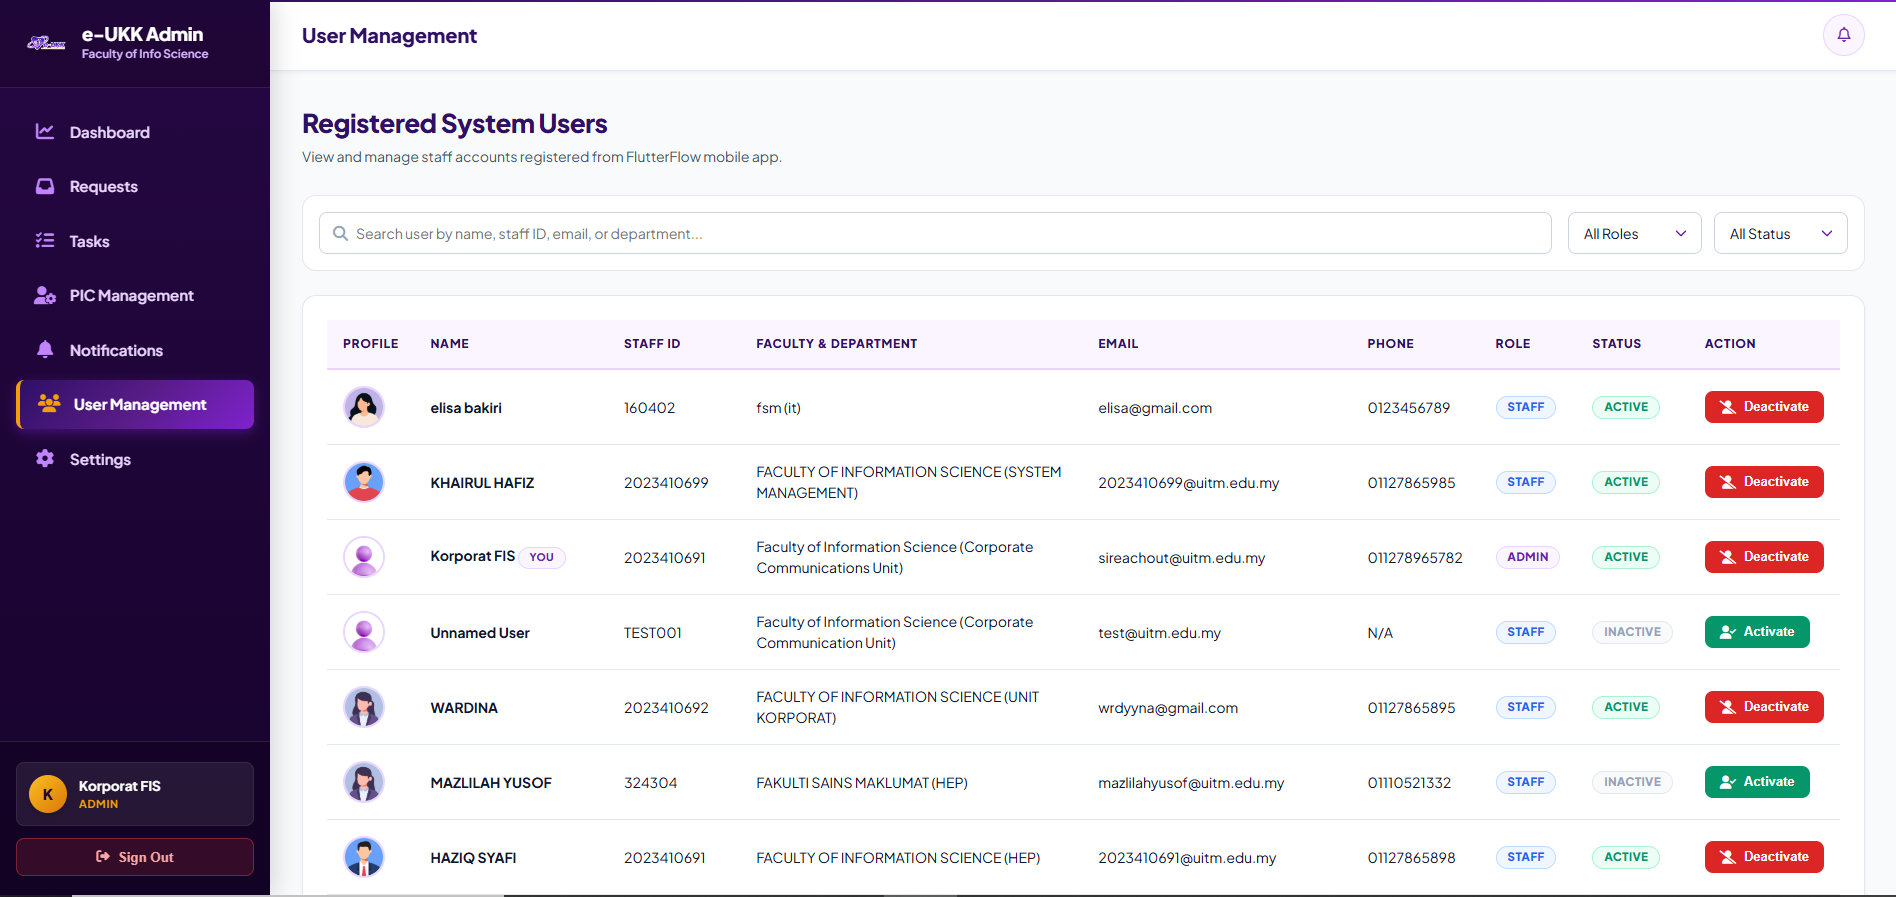 e-UKK Admin
Faculty of Info Science
Dashboard
Requests
Tasks
PIC Management
Notifications
User Management
Settings
K
Korporat FIS
ADMIN
Sign Out
User Management
Registered System Users
View and manage staff accounts registered from FlutterFlow mobile app.
Search user by name, staff ID, email, or department...
All Roles
All Status
PROFILE NAME STAFF ID FACULTY & DEPARTMENT EMAIL PHONE ROLE STATUS ACTION
elisa bakiri 160402 fsm (it) elisa@gmail.com 0123456789 STAFF ACTIVE Deactivate
KHAIRUL HAFIZ 2023410699 FACULTY OF INFORMATION SCIENCE (SYSTEM
MANAGEMENT) 2023410699@uitm.edu.my 01127865985 STAFF ACTIVE Deactivate
Korporat FIS YOU 2023410691 Faculty of Information Science (Corporate
Communications Unit) sireachout@uitm.edu.my 011278965782 ADMIN ACTIVE Deactivate
Unnamed User TEST001 Faculty of Information Science (Corporate
Communication Unit) test@uitm.edu.my N/A STAFF INACTIVE Activate
WARDINA 2023410692 FACULTY OF INFORMATION SCIENCE (UNIT
KORPORAT) wrdyyna@gmail.com 01127865895 STAFF ACTIVE Deactivate
MAZLILAH YUSOF 324304 FAKULTI SAINS MAKLUMAT (HEP) mazlilahyusof@uitm.edu.my 01110521332 STAFF INACTIVE Activate
HAZIQ SYAFI 2023410691 FACULTY OF INFORMATION SCIENCE (HEP) 2023410691@uitm.edu.my 01127865898 STAFF ACTIVE Deactivate